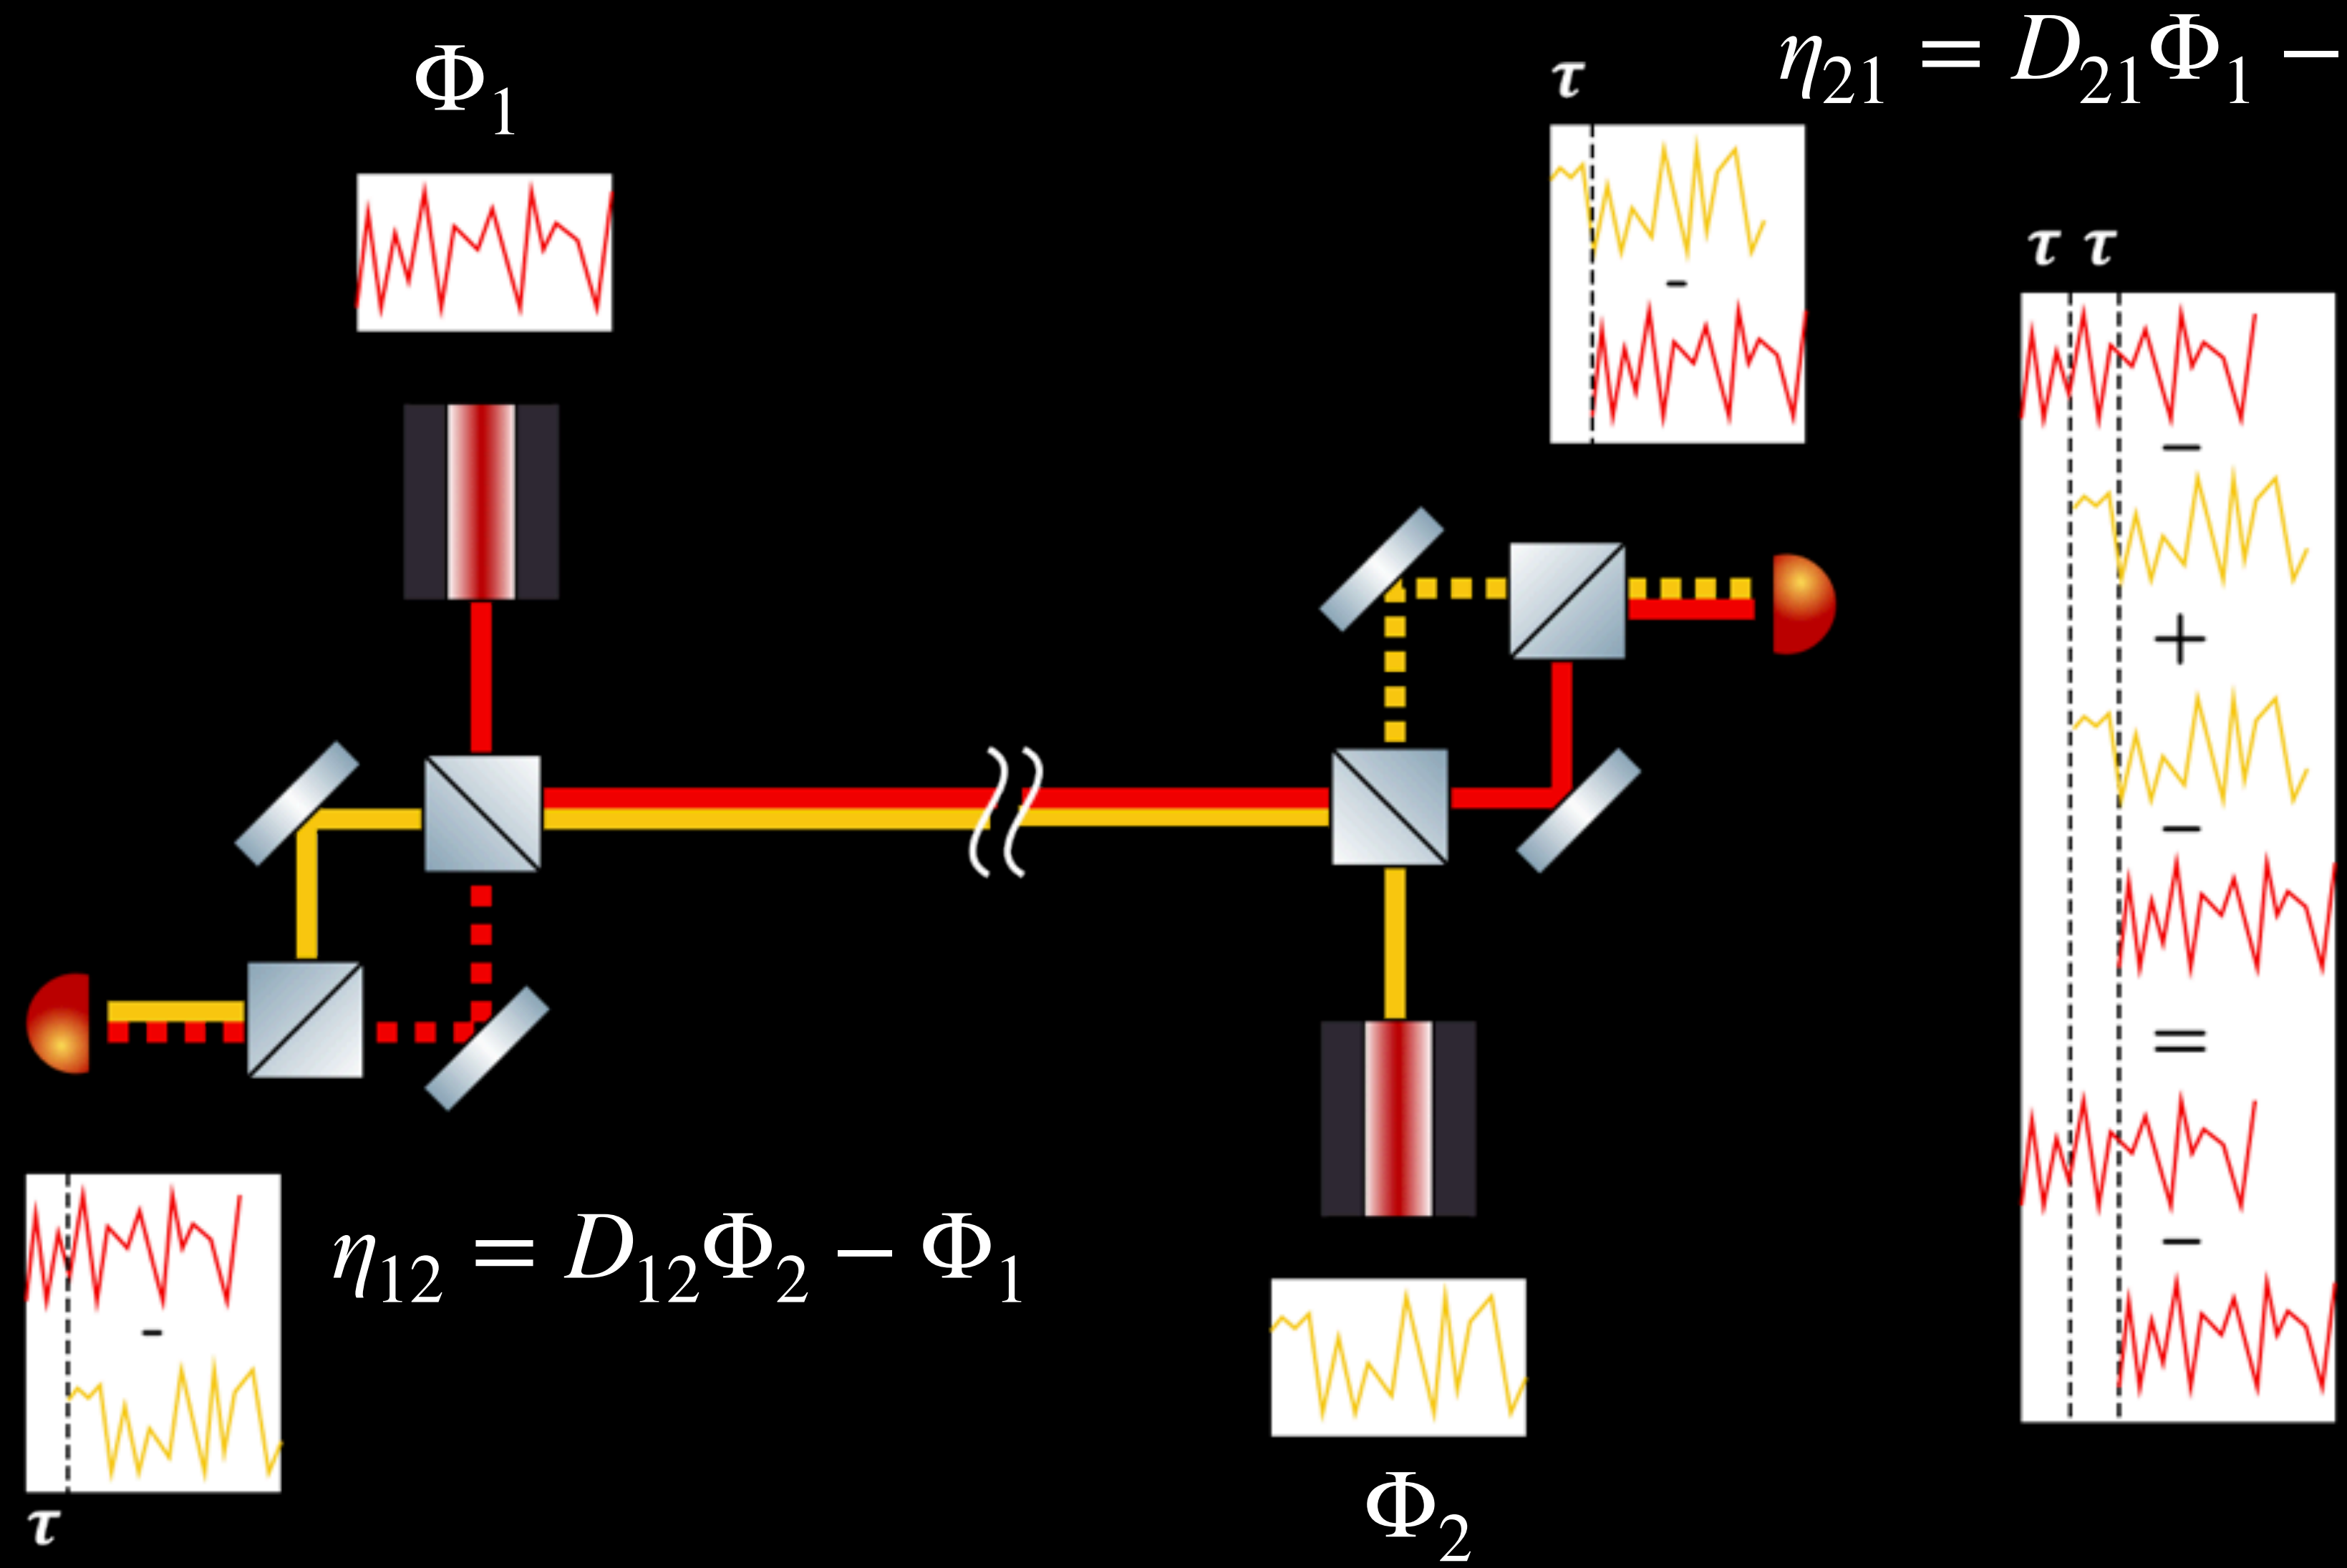 Φ₁
τ
η₂₁ = D₂₁Φ₁ −
τ τ
-
−
+
−
=
−
η₁₂ = D₁₂Φ₂ − Φ₁
-
τ
Φ₂